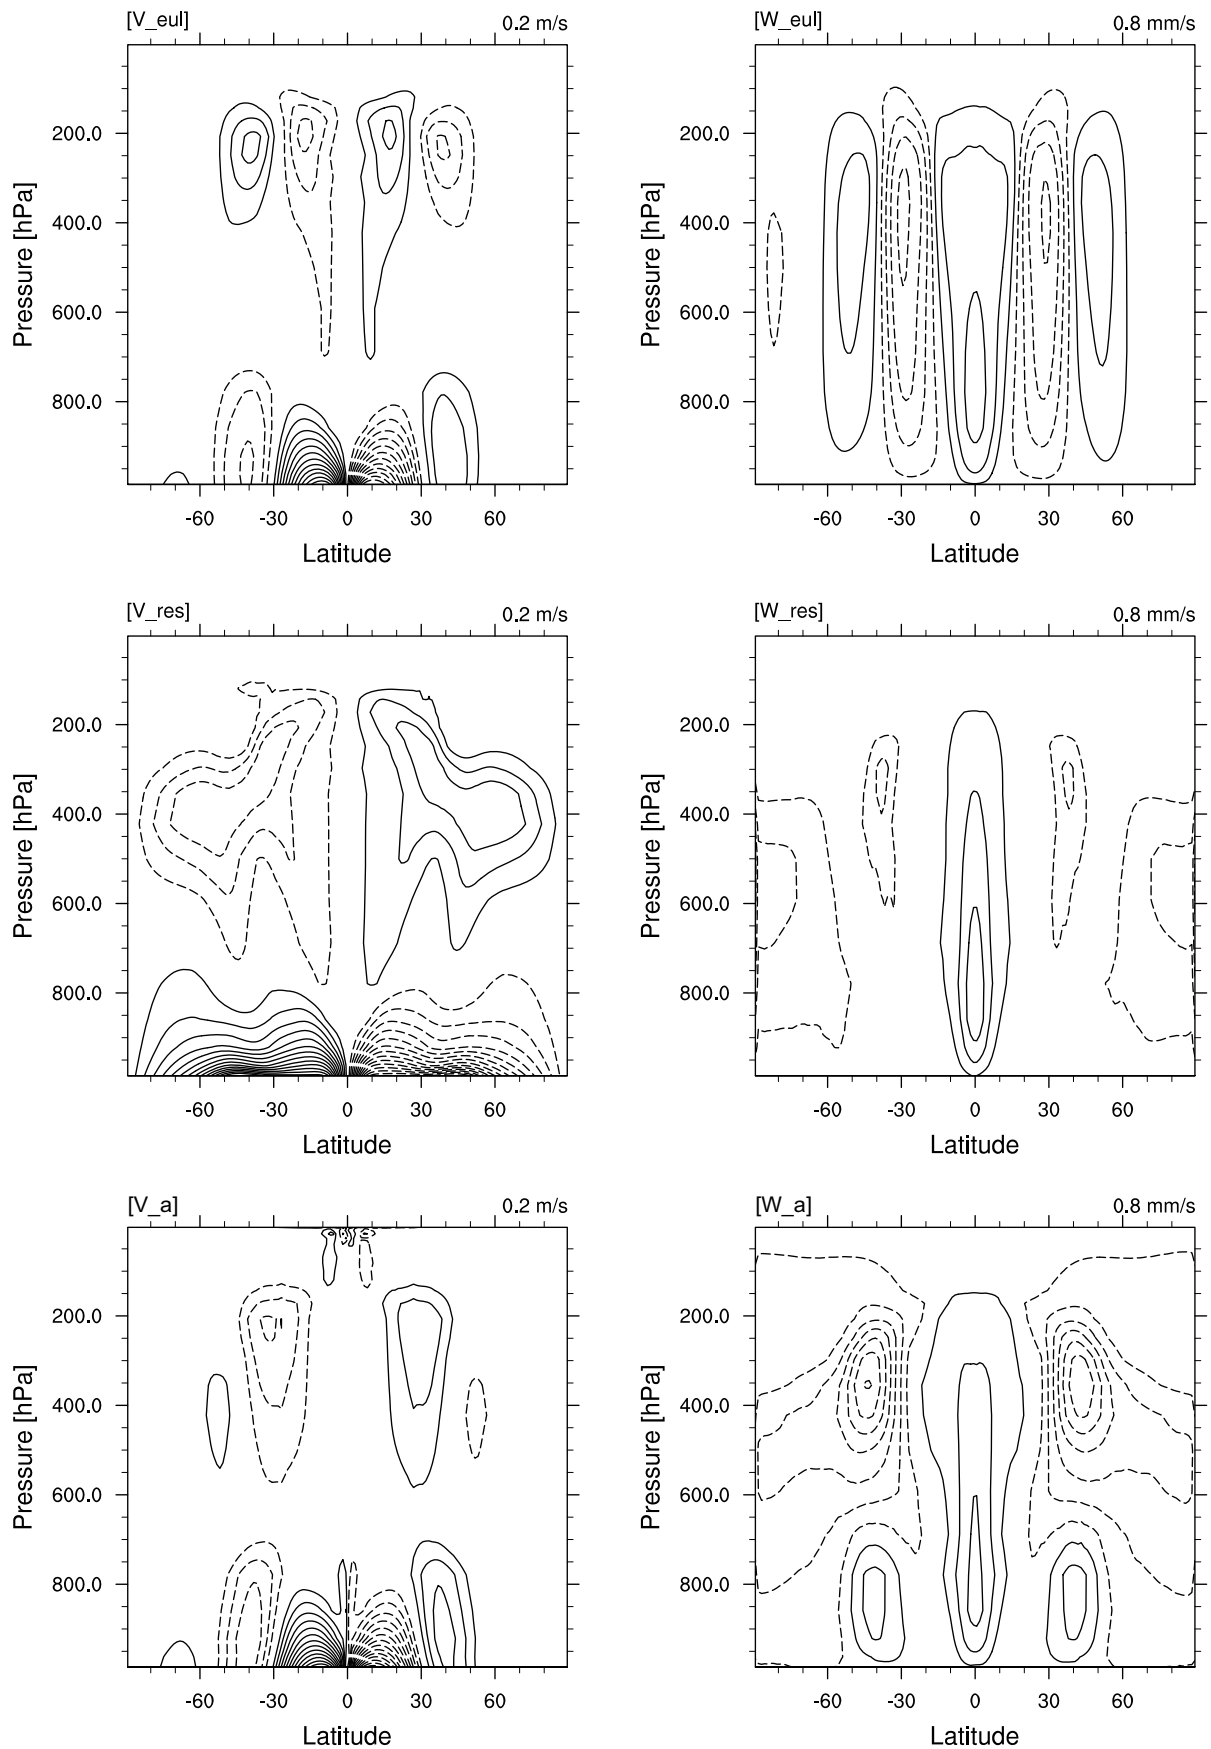 [V_eul] 0.2 m/s
200.0
400.0
600.0
800.0
Pressure [hPa]
-60 -30 0 30 60
Latitude
[W_eul] 0.8 mm/s
200.0
400.0
600.0
800.0
Pressure [hPa]
-60 -30 0 30 60
Latitude
[V_res] 0.2 m/s
200.0
400.0
600.0
800.0
Pressure [hPa]
-60 -30 0 30 60
Latitude
[W_res] 0.8 mm/s
200.0
400.0
600.0
800.0
Pressure [hPa]
-60 -30 0 30 60
Latitude
[V_a] 0.2 m/s
200.0
400.0
600.0
800.0
Pressure [hPa]
-60 -30 0 30 60
Latitude
[W_a] 0.8 mm/s
200.0
400.0
600.0
800.0
Pressure [hPa]
-60 -30 0 30 60
Latitude